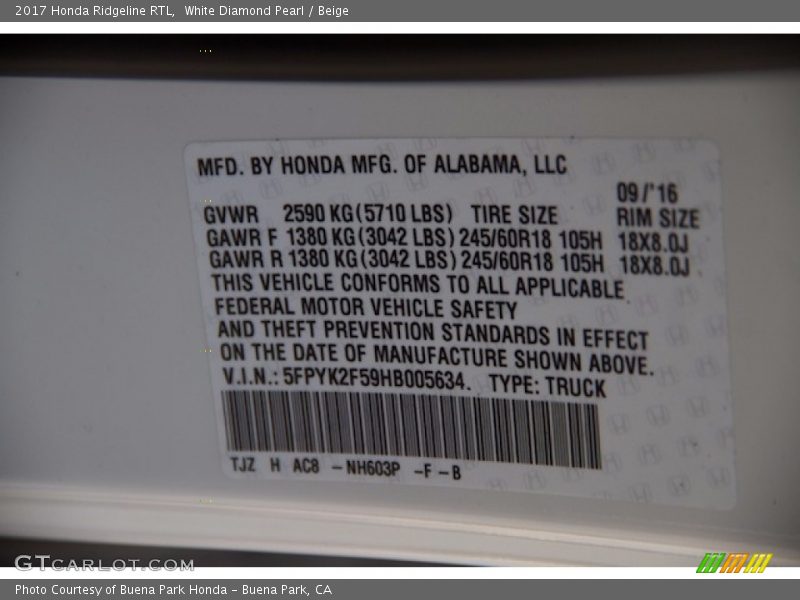 2017 Honda Ridgeline RTL, White Diamond Pearl / Beige
MFD. BY HONDA MFG. OF ALABAMA, LLC
09/'16
GVWR 2590 KG(5710 LBS) TIRE SIZE RIM SIZE
GAWR F 1380 KG(3042 LBS) 245/60R18 105H 18X8.0J
GAWR R 1380 KG(3042 LBS) 245/60R18 105H 18X8.0J
THIS VEHICLE CONFORMS TO ALL APPLICABLE
FEDERAL MOTOR VEHICLE SAFETY
AND THEFT PREVENTION STANDARDS IN EFFECT
ON THE DATE OF MANUFACTURE SHOWN ABOVE.
V.I.N.: 5FPYK2F59HB005634. TYPE: TRUCK
TJZ H AC8 -NH603P -F-B
GTCARLOT.COM
Photo Courtesy of Buena Park Honda - Buena Park, CA